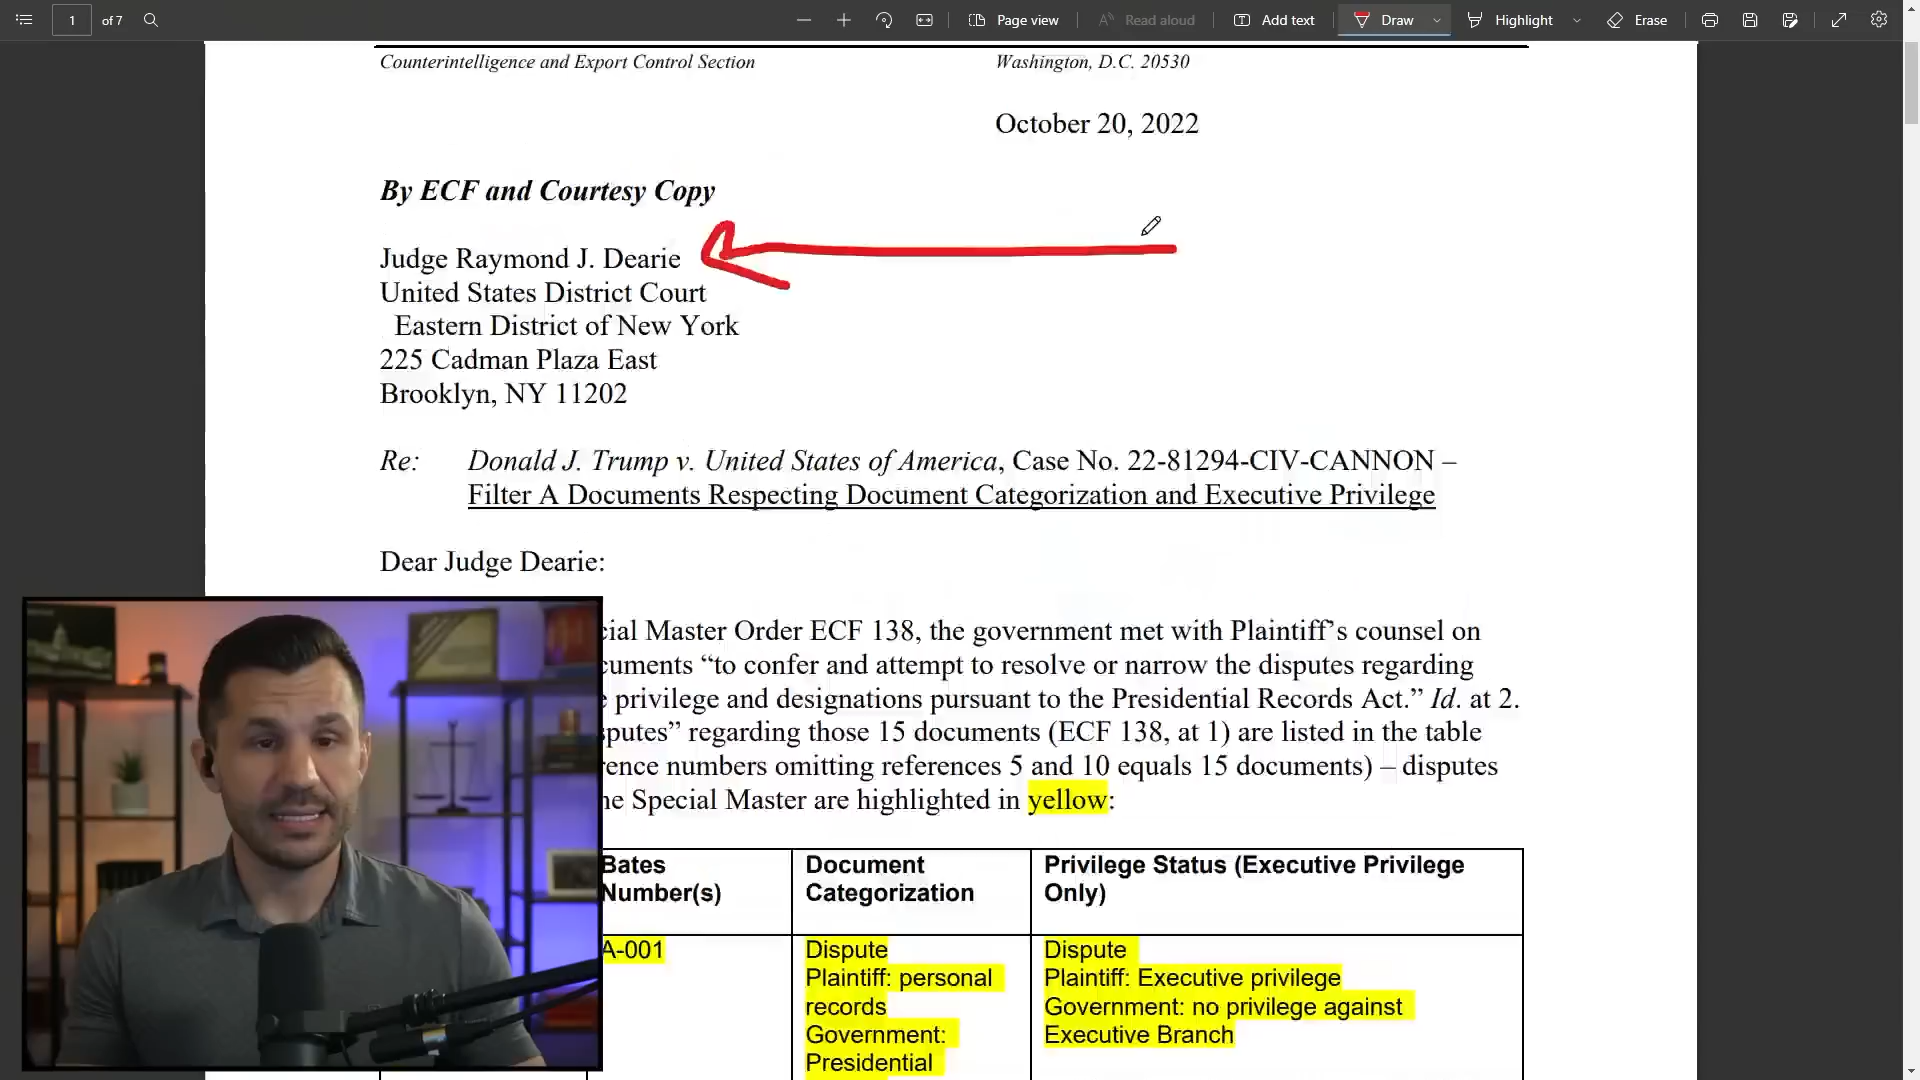 1 of 7 Page view Read aloud Add text Draw Highlight Erase
Counterintelligence and Export Control Section Washington, D.C. 20530
October 20, 2022
By ECF and Courtesy Copy
Judge Raymond J. Dearie
United States District Court
Eastern District of New York
225 Cadman Plaza East
Brooklyn, NY 11202
Re: Donald J. Trump v. United States of America, Case No. 22-81294-CIV-CANNON –
Filter A Documents Respecting Document Categorization and Executive Privilege
Dear Judge Dearie:
cial Master Order ECF 138, the government met with Plaintiff’s counsel on
cuments “to confer and attempt to resolve or narrow the disputes regarding
e privilege and designations pursuant to the Presidential Records Act.” Id. at 2.
sputes” regarding those 15 documents (ECF 138, at 1) are listed in the table
rence numbers omitting references 5 and 10 equals 15 documents) – disputes
he Special Master are highlighted in yellow:
Bates
Number(s)
Document
Categorization
Privilege Status (Executive Privilege
Only)
A-001
Dispute
Plaintiff: personal
records
Government:
Presidential
Dispute
Plaintiff: Executive privilege
Government: no privilege against
Executive Branch